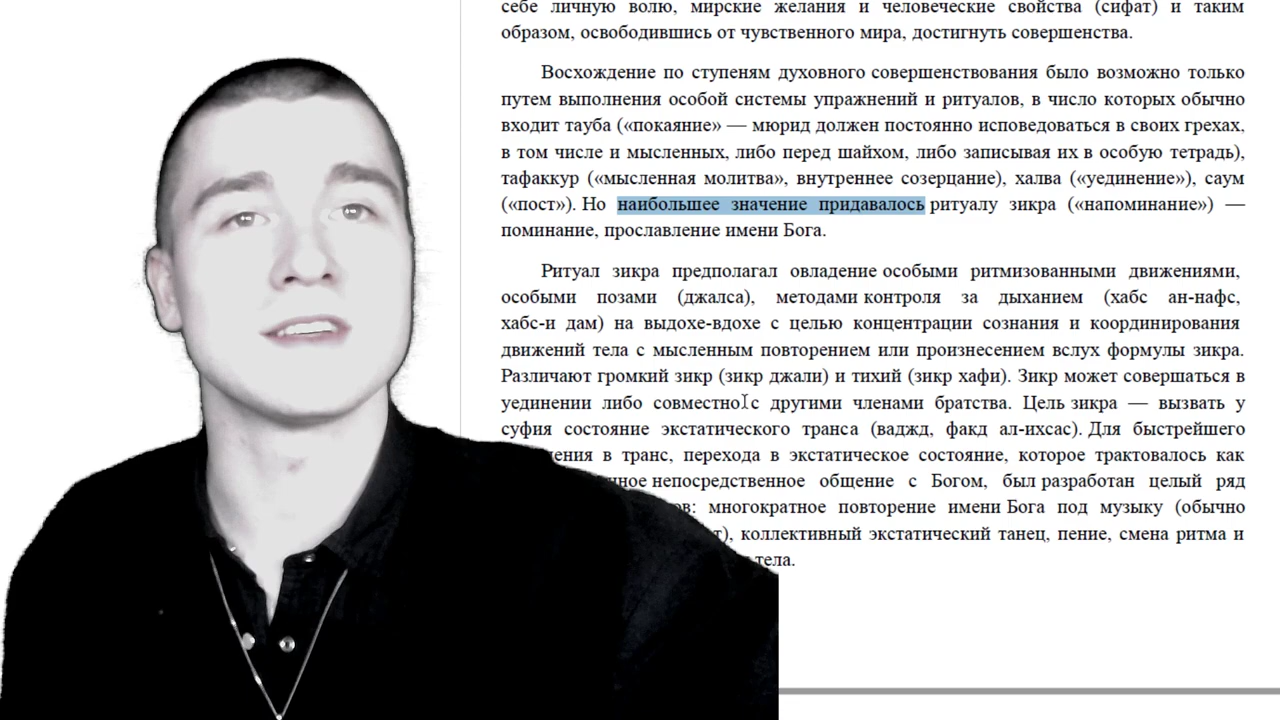 себе личную волю, мирские желания и человеческие свойства (сифат) и таким
образом, освободившись от чувственного мира, достигнуть совершенства.
Восхождение по ступеням духовного совершенствования было возможно только
путем выполнения особой системы упражнений и ритуалов, в число которых обычно
входит тауба («покаяние» — мюрид должен постоянно исповедоваться в своих грехах,
в том числе и мысленных, либо перед шайхом, либо записывая их в особую тетрадь),
тафаккур («мысленная молитва», внутреннее созерцание), халва («уединение»), саум
(«пост»). Но наибольшее значение придавалось ритуалу зикра («напоминание») —
поминание, прославление имени Бога.
Ритуал зикра предполагал овладение особыми ритмизованными движениями,
особыми позами (джалса), методами контроля за дыханием (хабс ан-нафс,
хабс-и дам) на выдохе-вдохе с целью концентрации сознания и координирования
движений тела с мысленным повторением или произнесением вслух формулы зикра.
Различают громкий зикр (зикр джали) и тихий (зикр хафи). Зикр может совершаться в
уединении либо совместно с другими членами братства. Цель зикра — вызвать у
суфия состояние экстатического транса (ваджд, факд ал-ихсас). Для быстрейшего
в транс, перехода в экстатическое состояние, которое трактовалось как
непосредственное общение с Богом, был разработан целый ряд
многократное повторение имени Бога под музыку (обычно
коллективный экстатический танец, пение, смена ритма и
тела.